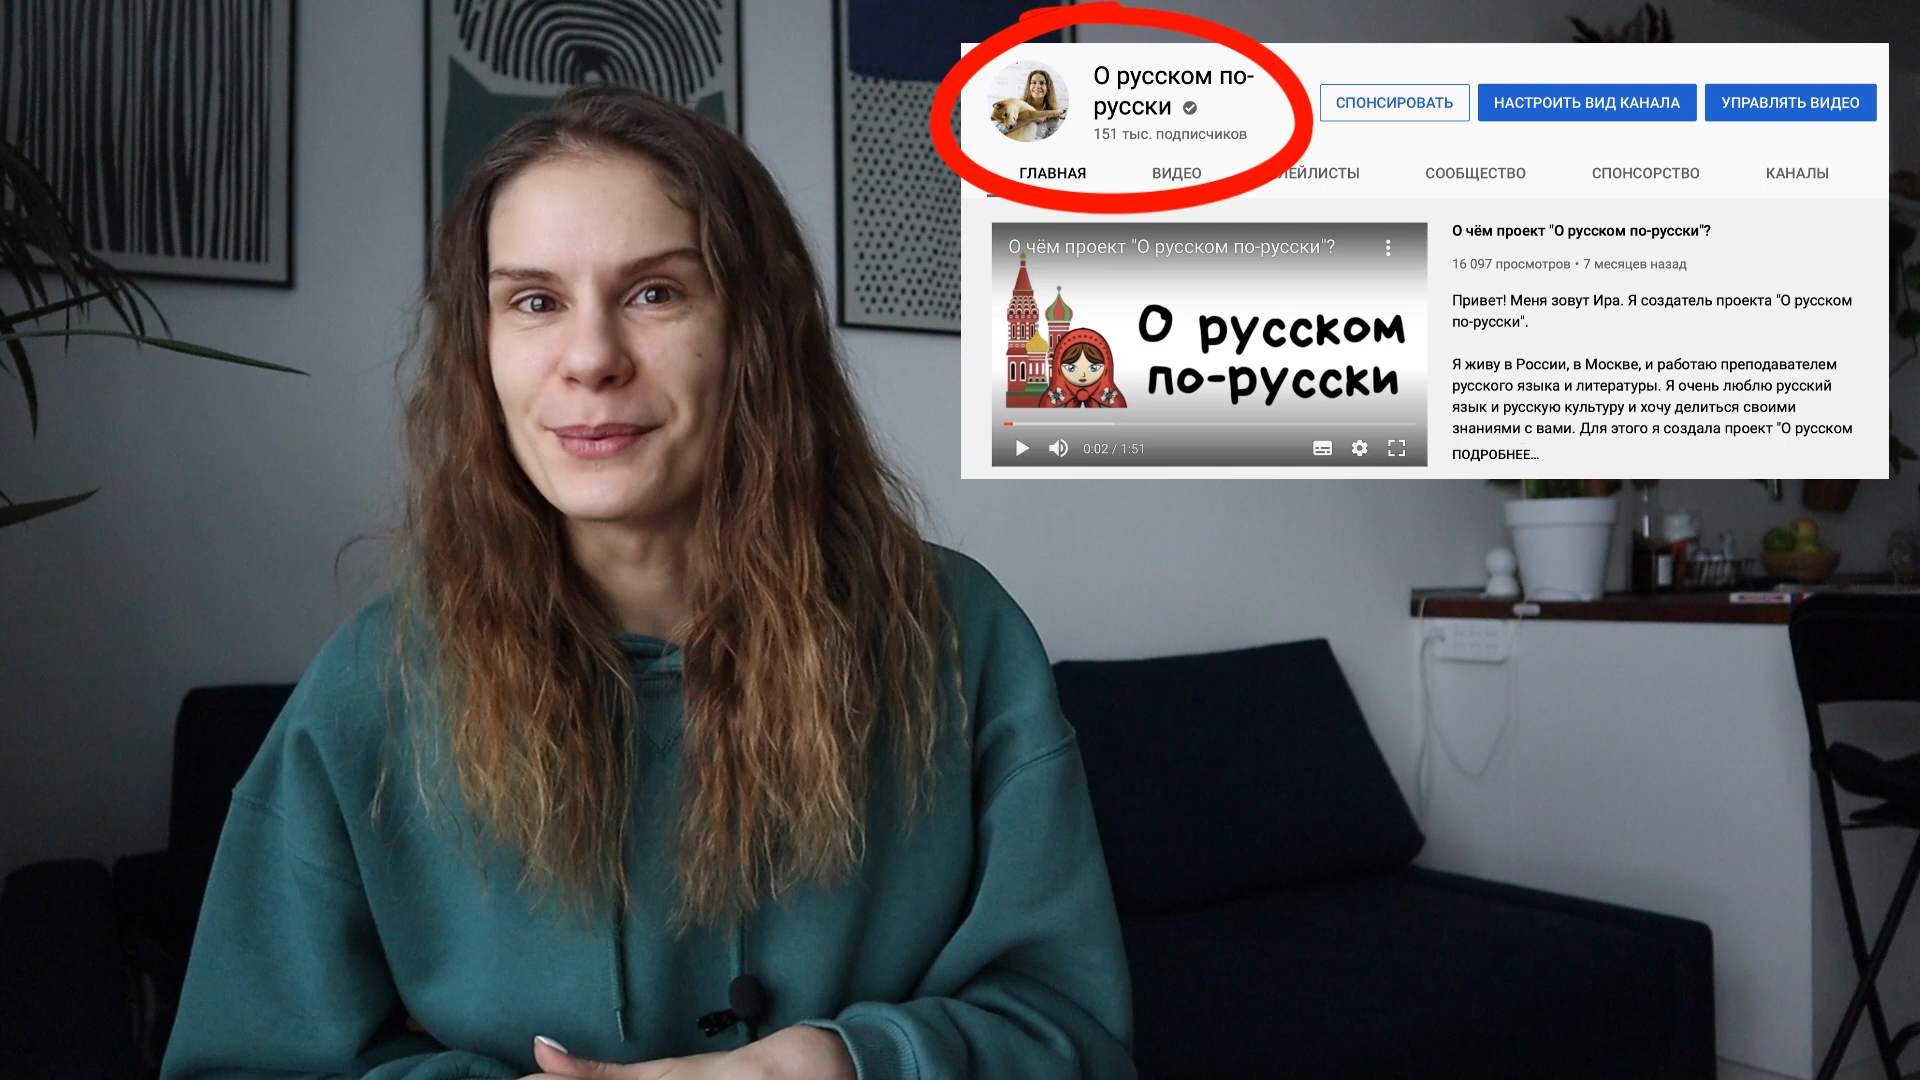 О русском по-
русски
151 тыс. подписчиков
СПОНСИРОВАТЬ
НАСТРОИТЬ ВИД КАНАЛА
УПРАВЛЯТЬ ВИДЕО
ГЛАВНАЯ
ВИДЕО
ЛЕЙЛИСТЫ
СООБЩЕСТВО
СПОНСОРСТВО
КАНАЛЫ
О чём проект "О русском по-русски"?
О русском
по-русски
0:02 / 1:51
О чём проект "О русском по-русски"?
16 097 просмотров • 7 месяцев назад
Привет! Меня зовут Ира. Я создатель проекта "О русском
по-русски".
Я живу в России, в Москве, и работаю преподавателем
русского языка и литературы. Я очень люблю русский
язык и русскую культуру и хочу делиться своими
знаниями с вами. Для этого я создала проект "О русском
ПОДРОБНЕЕ...